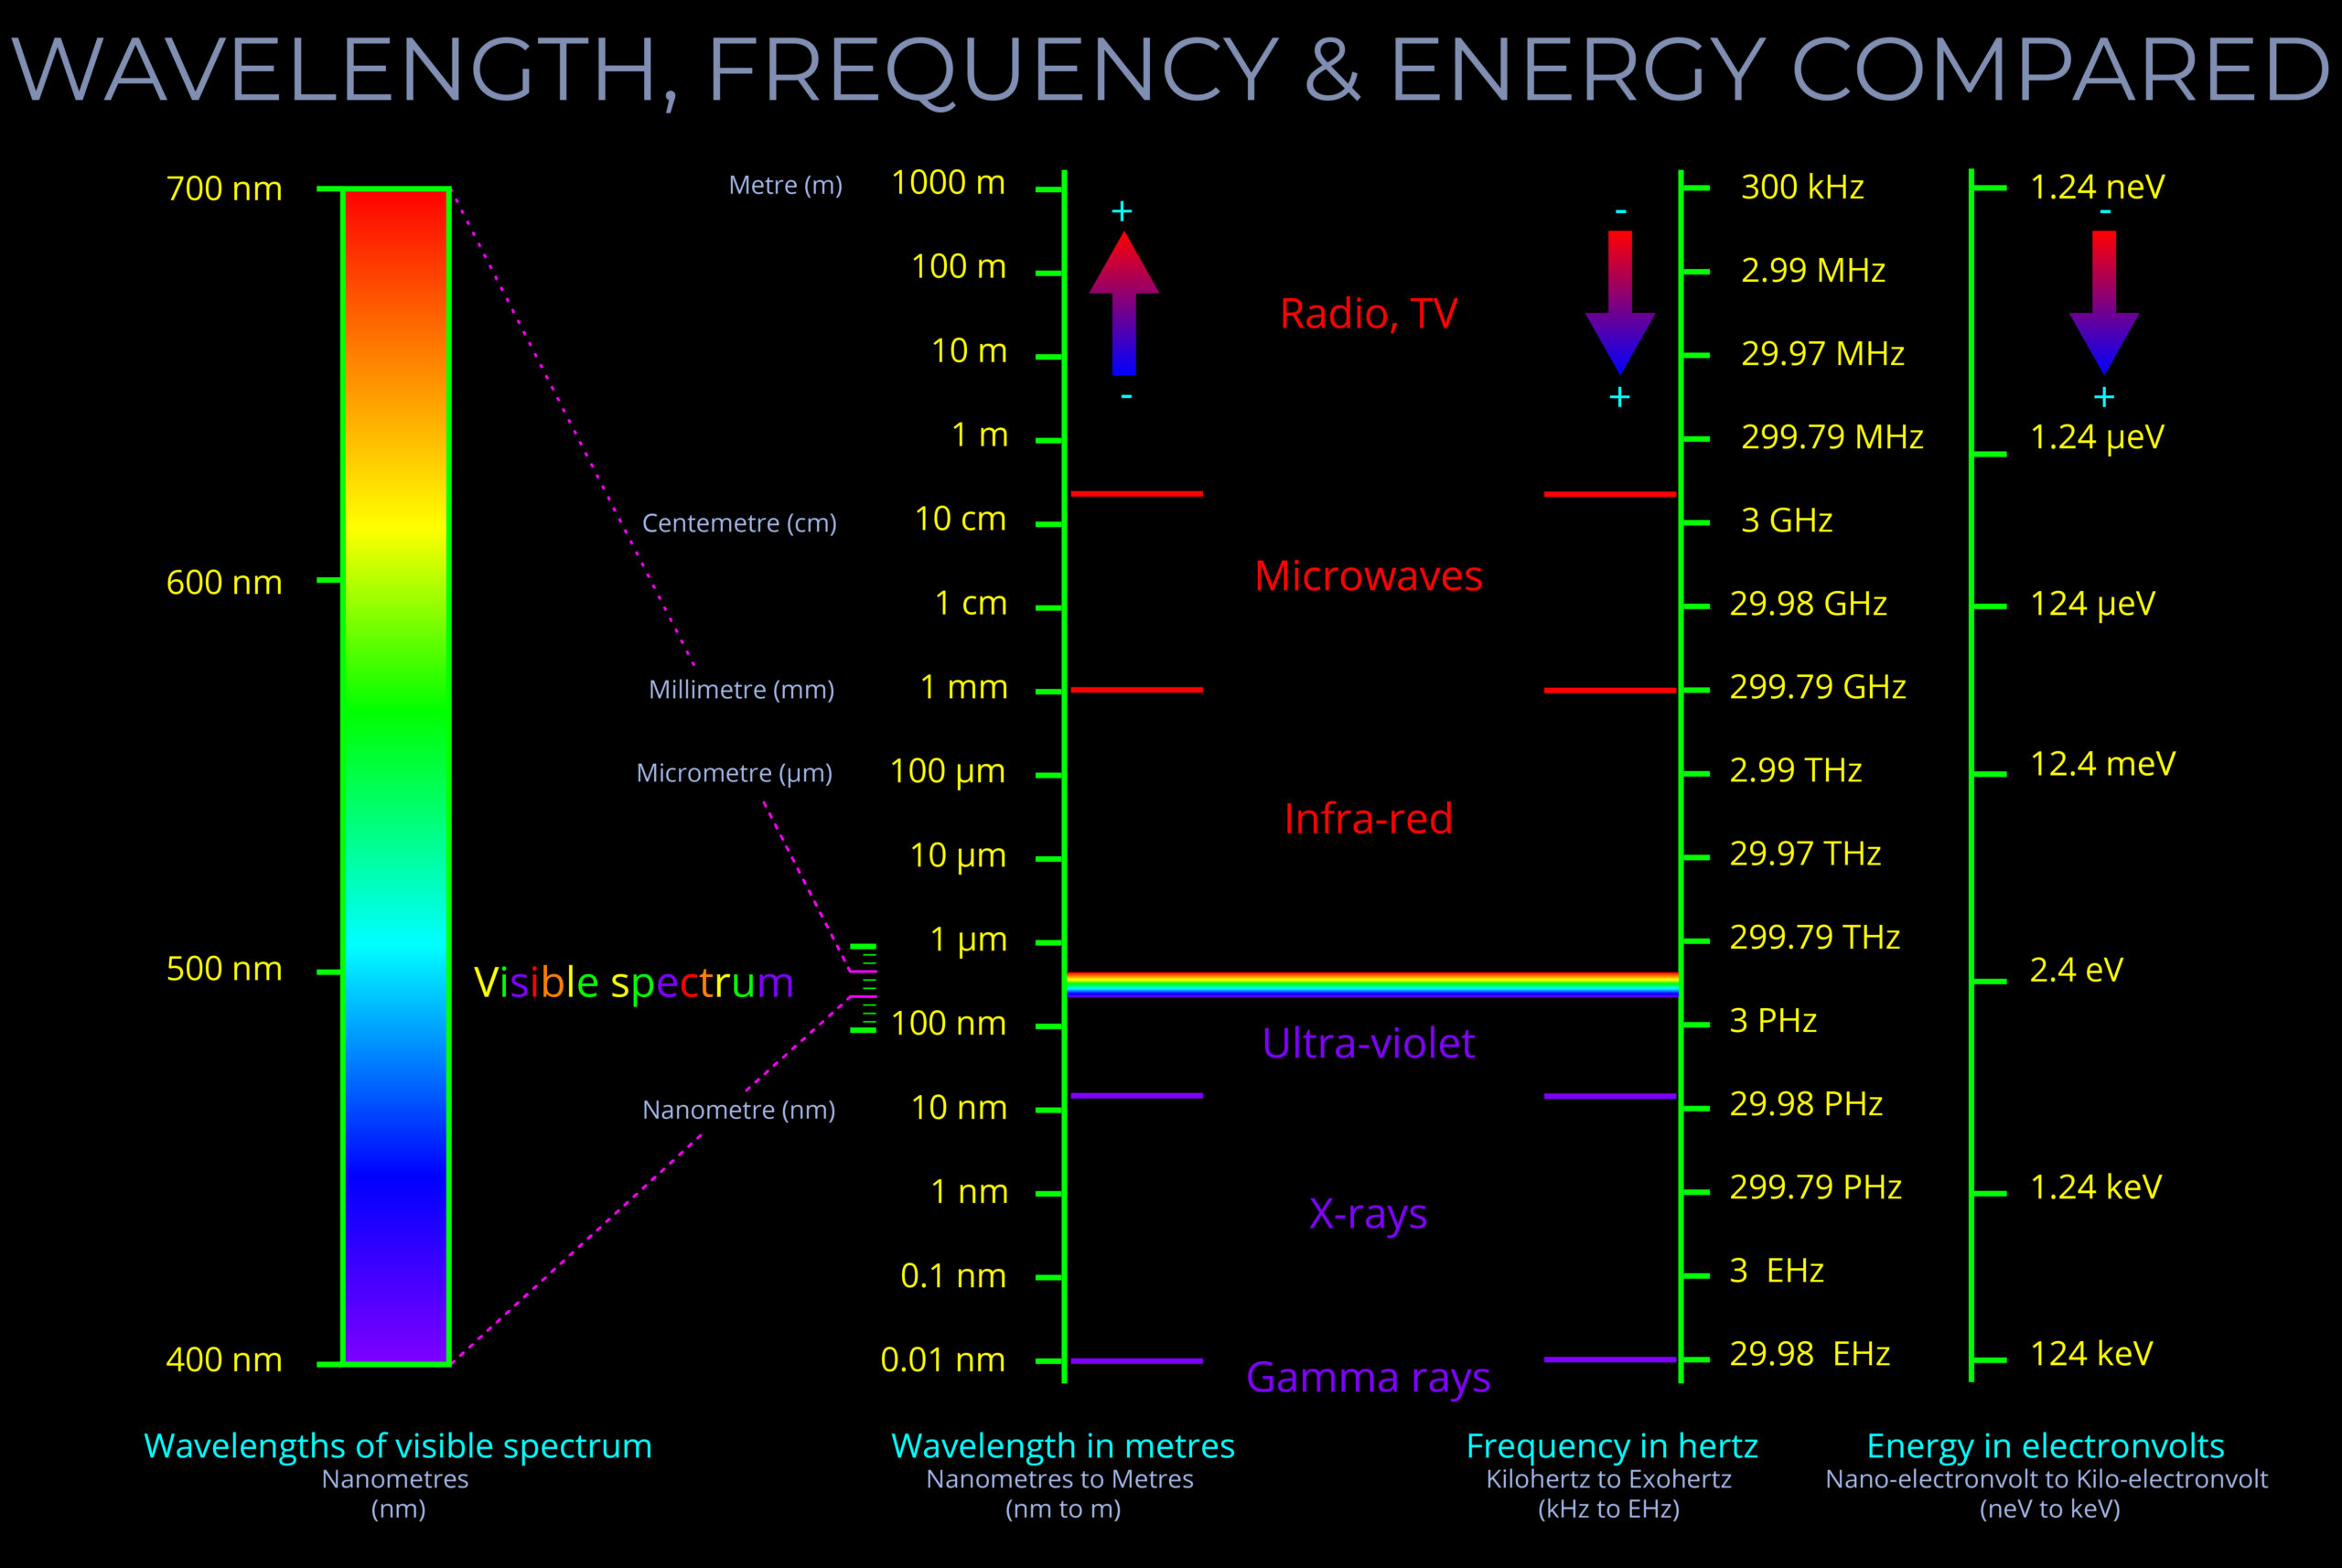 WAVELENGTH, FREQUENCY & ENERGY COMPARED
700 nm
600 nm
500 nm
400 nm
Visible spectrum
Metre (m)
Centemetre (cm)
Millimetre (mm)
Micrometre (µm)
Nanometre (nm)
1000 m
100 m
10 m
1 m
10 cm
1 cm
1 mm
100 µm
10 µm
1 µm
100 nm
10 nm
1 nm
0.1 nm
0.01 nm
+
-
Radio, TV
Microwaves
Infra-red
Ultra-violet
X-rays
Gamma rays
-
+
300 kHz
2.99 MHz
29.97 MHz
299.79 MHz
3 GHz
29.98 GHz
299.79 GHz
2.99 THz
29.97 THz
299.79 THz
3 PHz
29.98 PHz
299.79 PHz
3 EHz
29.98 EHz
1.24 neV
-
+
1.24 µeV
124 µeV
12.4 meV
2.4 eV
1.24 keV
124 keV
Wavelengths of visible spectrum
Nanometres
(nm)
Wavelength in metres
Nanometres to Metres
(nm to m)
Frequency in hertz
Kilohertz to Exohertz
(kHz to EHz)
Energy in electronvolts
Nano-electronvolt to Kilo-electronvolt
(neV to keV)